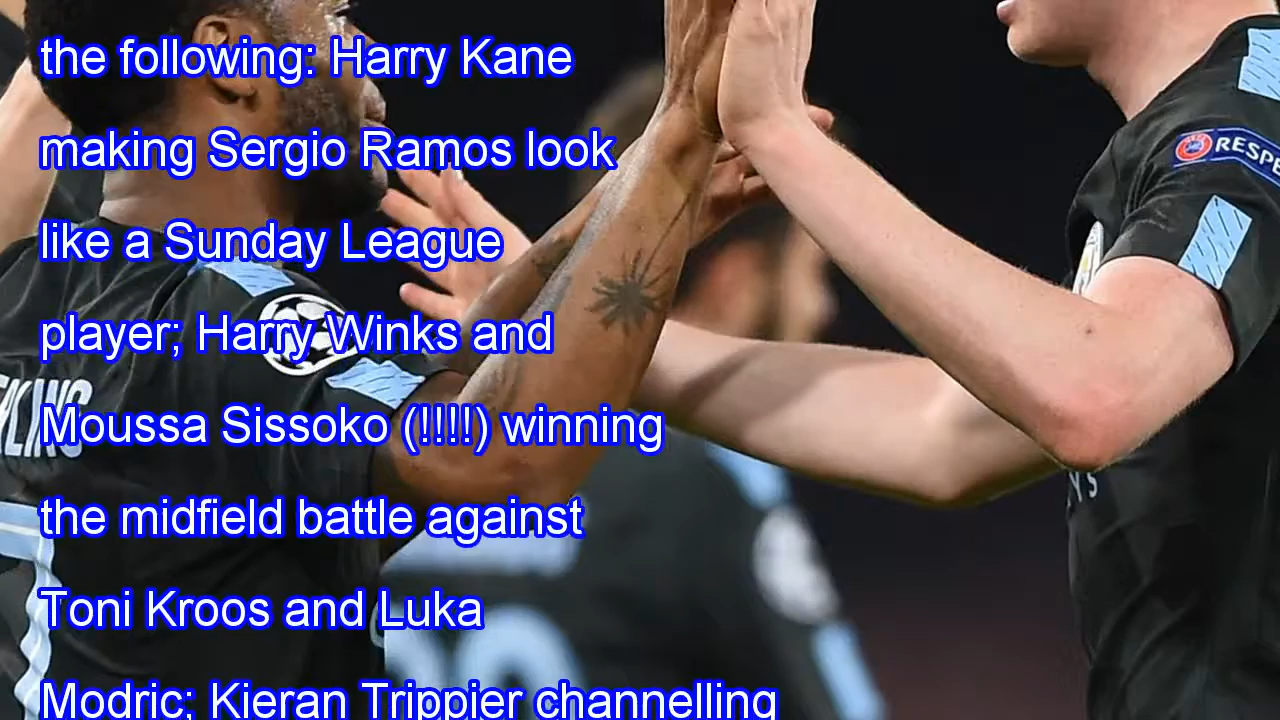 the following: Harry Kane
making Sergio Ramos look
like a Sunday League
player; Harry Winks and
Moussa Sissoko (!!!!) winning
the midfield battle against
Toni Kroos and Luka
Modric; Kieran Trippier channelling
RESPE